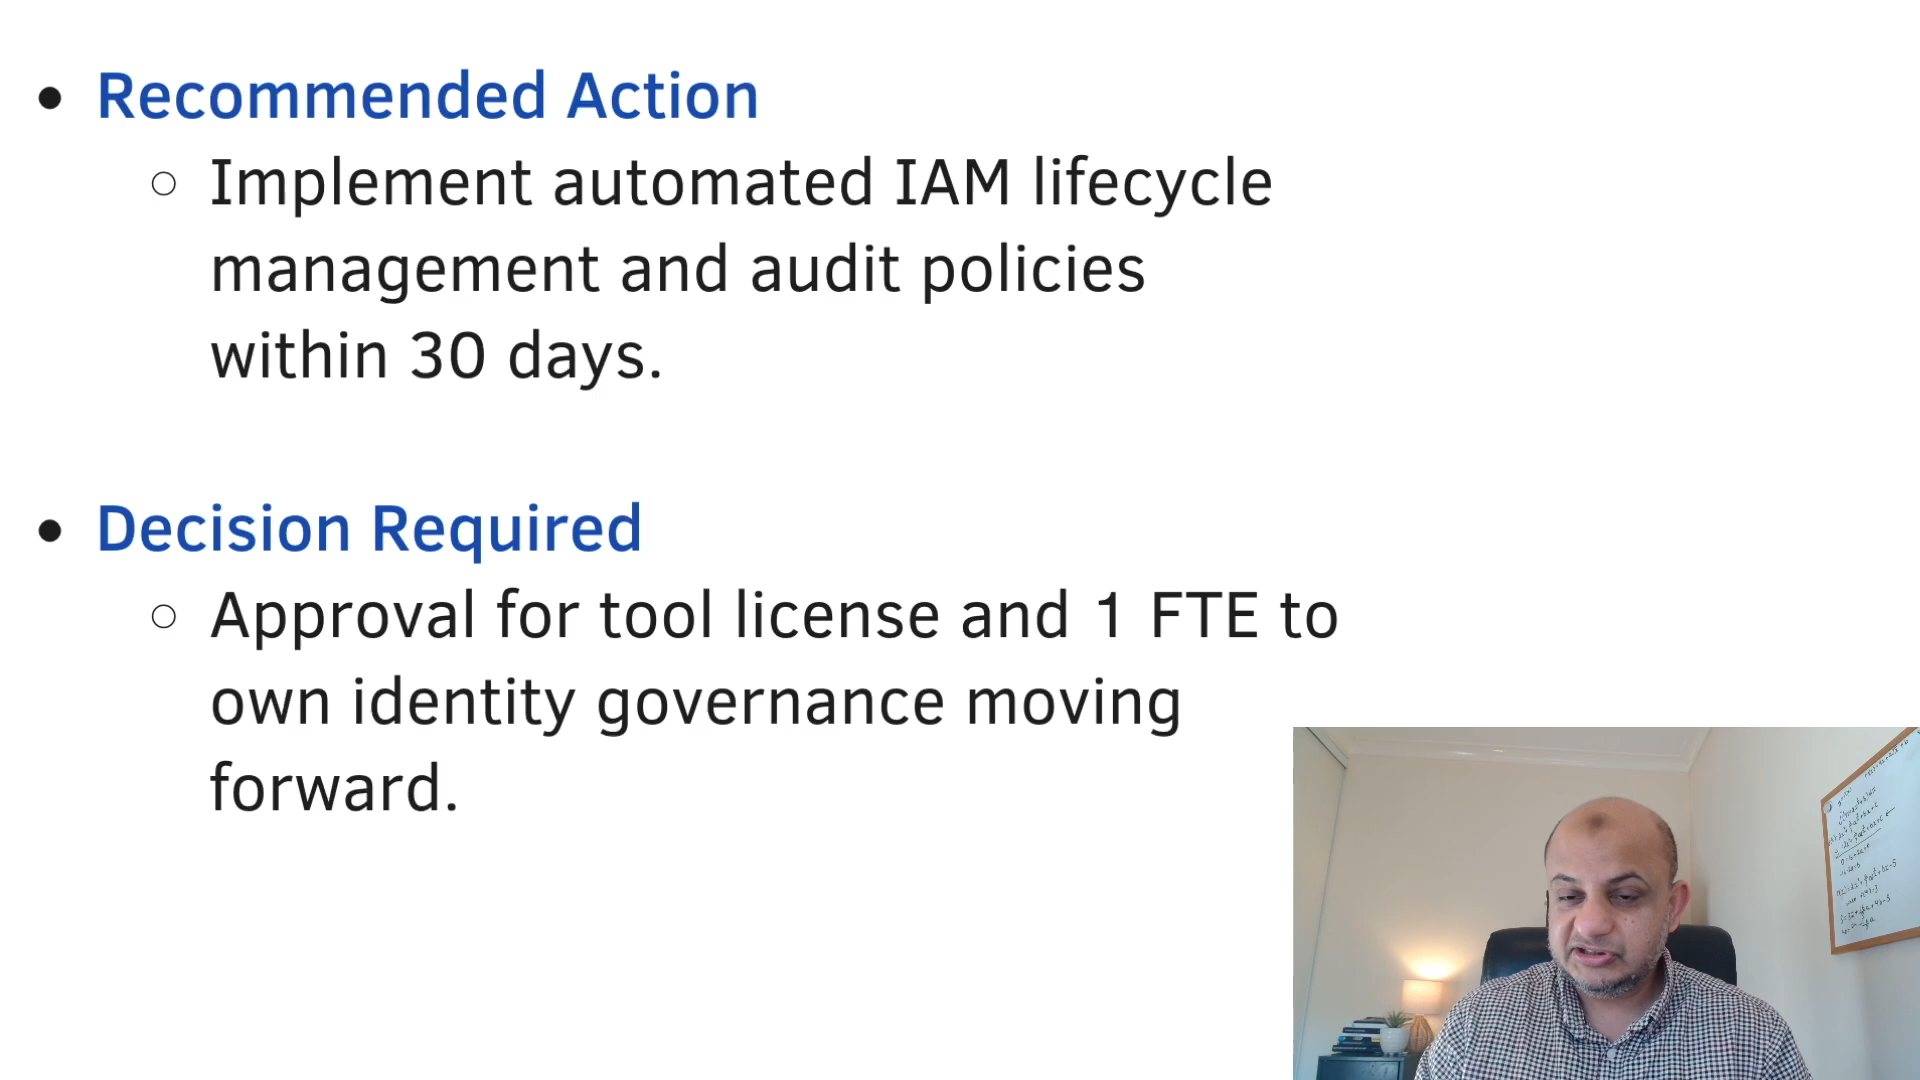 Recommended Action
Implement automated IAM lifecycle
management and audit policies
within 30 days.
Decision Required
Approval for tool license and 1 FTE to
own identity governance moving
forward.